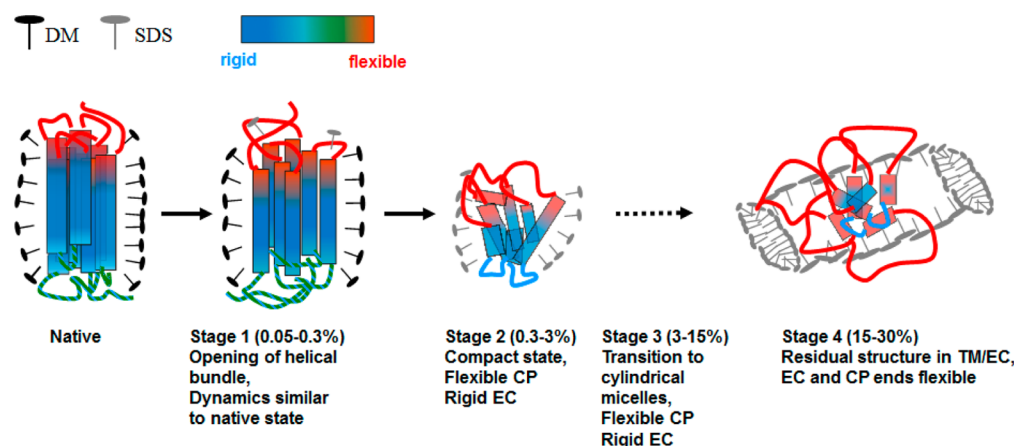 DM
SDS
rigid
flexible
Native
Stage 1 (0.05-0.3%)
Opening of helical
bundle,
Dynamics similar
to native state
Stage 2 (0.3-3%)
Compact state,
Flexible CP
Rigid EC
Stage 3 (3-15%)
Transition to
cylindrical
micelles,
Flexible CP
Rigid EC
Stage 4 (15-30%)
Residual structure in TM/EC,
EC and CP ends flexible